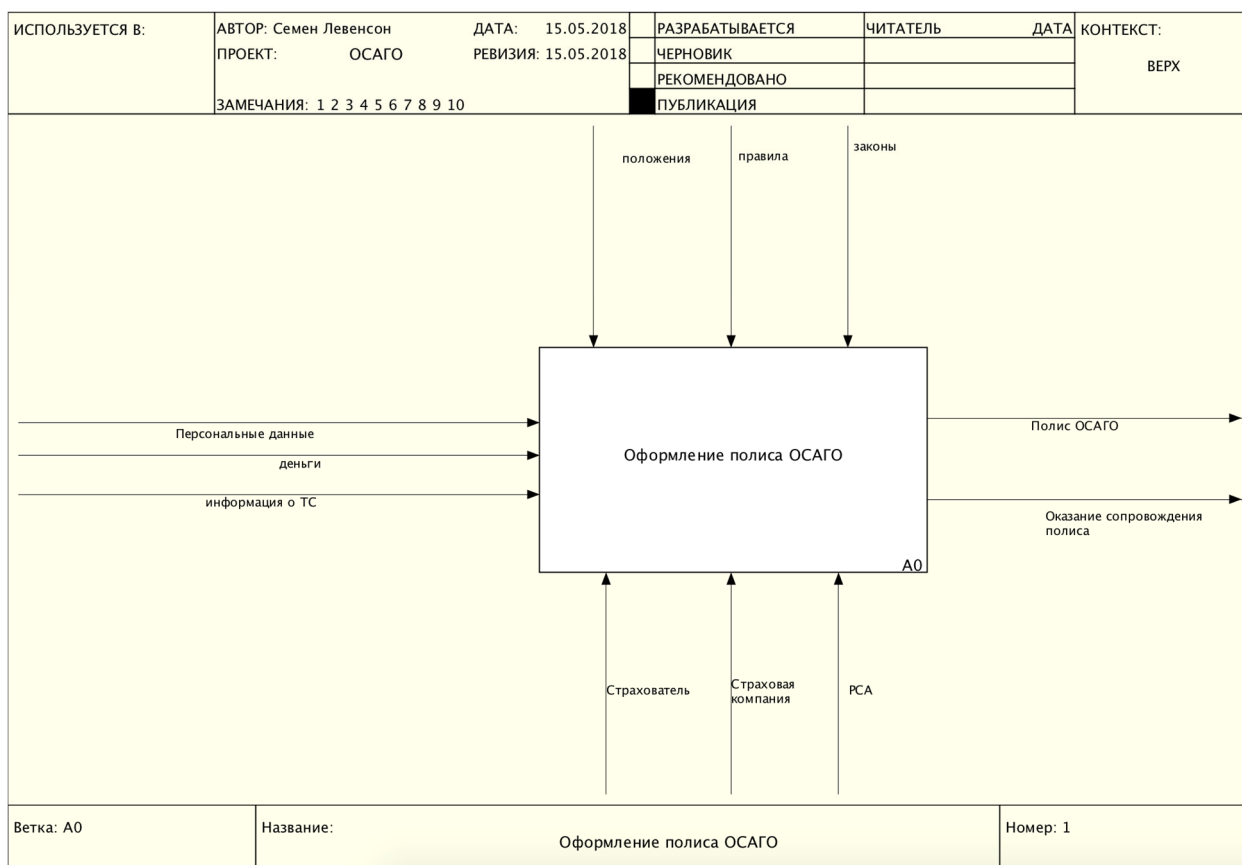 ИСПОЛЬЗУЕТСЯ В:
АВТОР: Семен Левенсон
ДАТА: 15.05.2018
ПРОЕКТ: ОСАГО
РЕВИЗИЯ: 15.05.2018
ЗАМЕЧАНИЯ: 1 2 3 4 5 6 7 8 9 10
РАЗРАБАТЫВАЕТСЯ
ЧЕРНОВИК
РЕКОМЕНДОВАНО
ПУБЛИКАЦИЯ
ЧИТАТЕЛЬ
ДАТА
КОНТЕКСТ:
ВЕРХ
положения
правила
законы
Персональные данные
деньги
информация о ТС
Оформление полиса ОСАГО
A0
Полис ОСАГО
Оказание сопровождения
полиса
Страхователь
Страховая
компания
РСА
Ветка: A0
Название:
Оформление полиса ОСАГО
Номер: 1